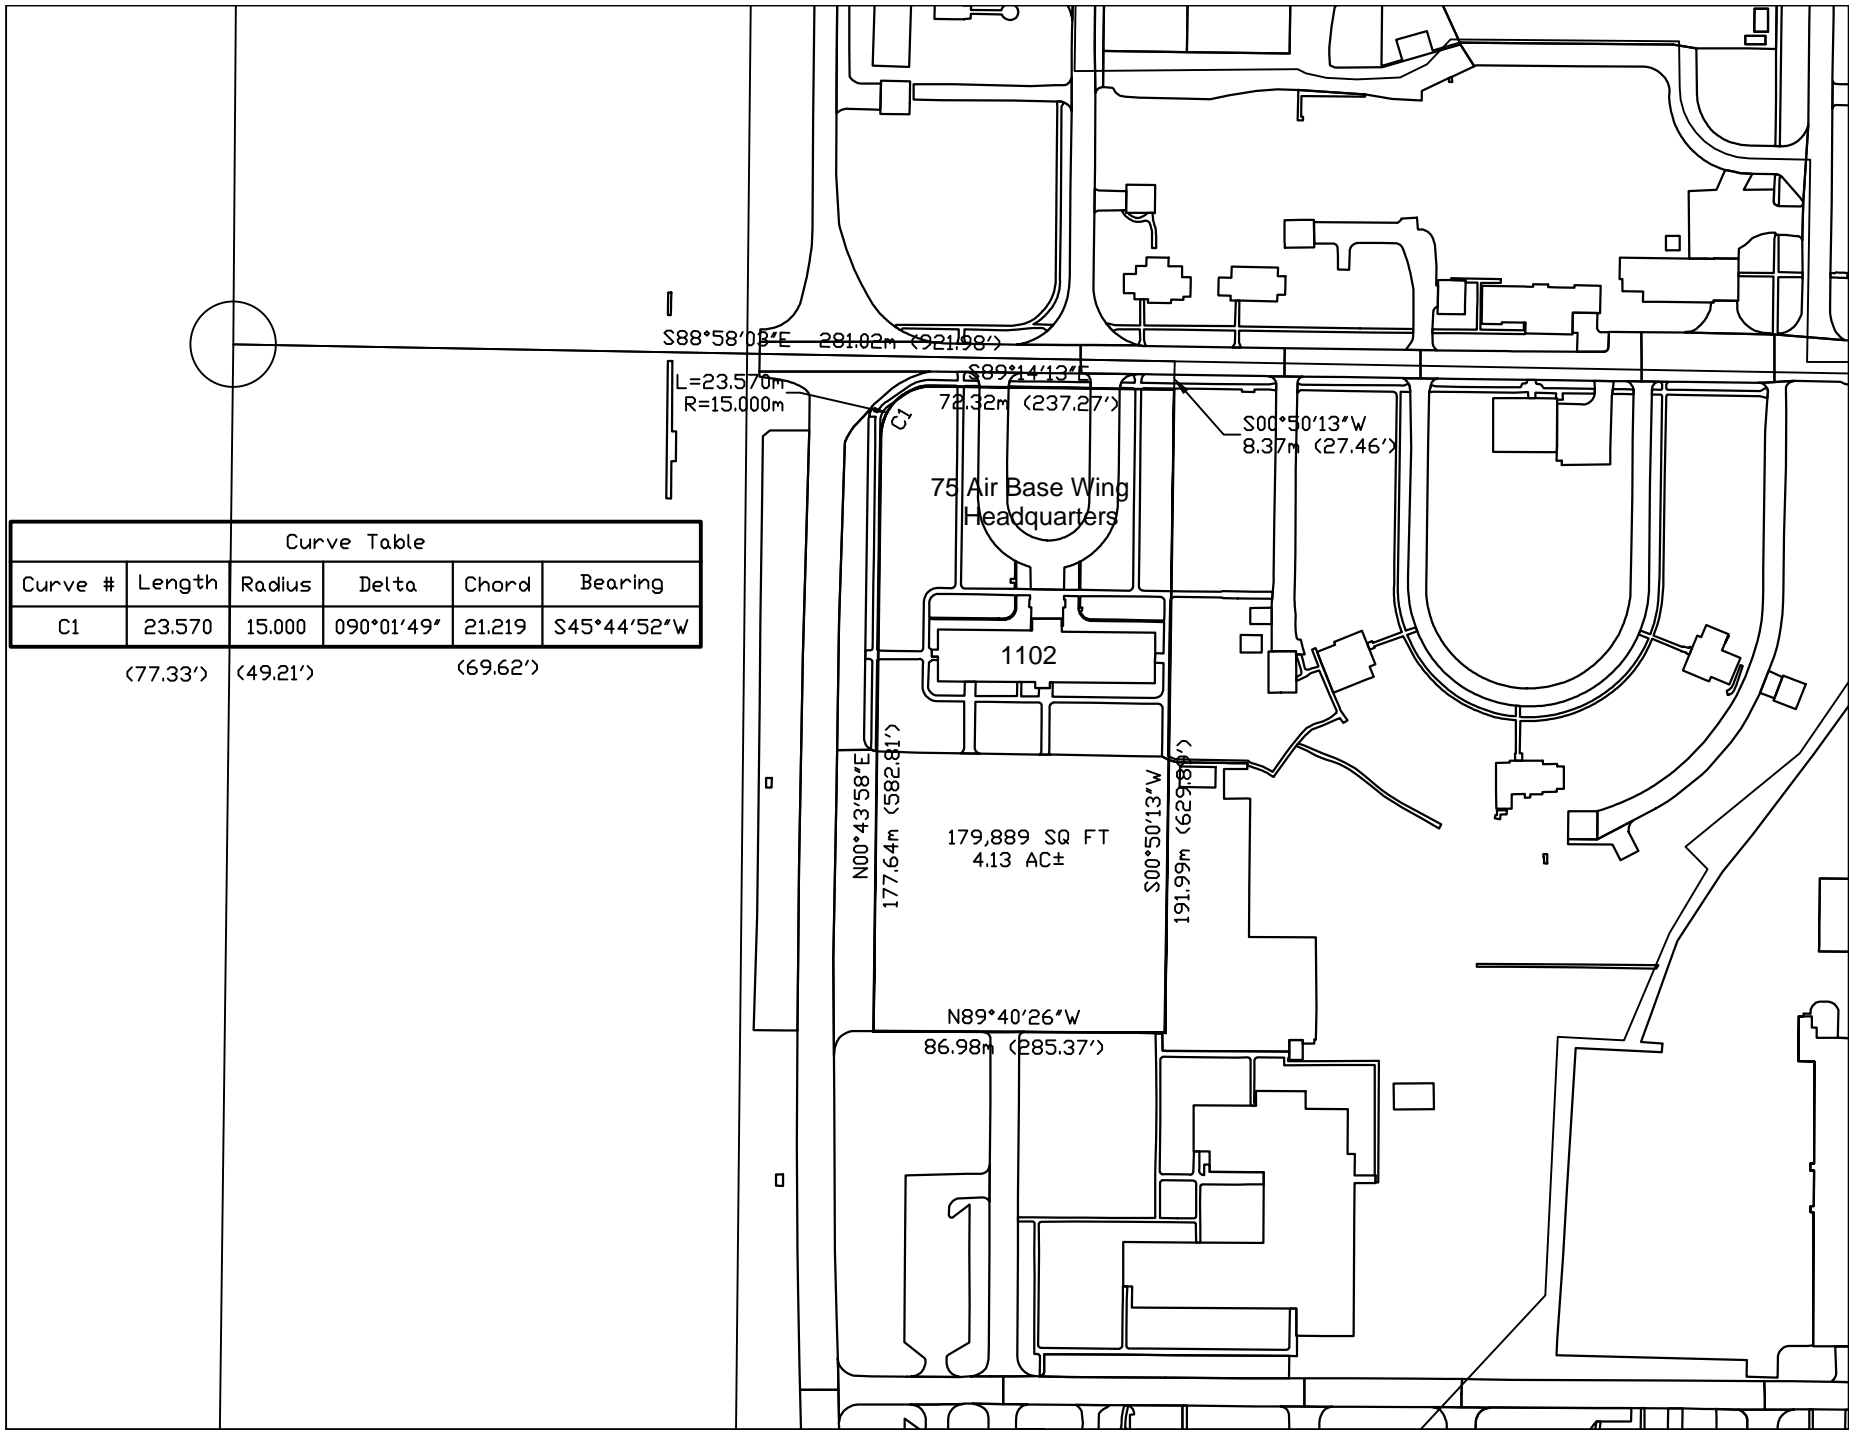 S88°58'03"E 281.02m (921.98')
L=23.570m
R=15.000m
S89°14'13"E
72.32m (237.27')
C1
S00°50'13"W
8.37m (27.46')
75 Air Base Wing
Headquarters
Curve Table
Curve # Length Radius Delta Chord Bearing
C1 23.570 15.000 090°01'49" 21.219 S45°44'52"W
(77.33') (49.21') (69.62')
1102
N00°43'58"E
177.64m (582.81')
179,889 SQ FT
4.13 AC±
S00°50'13"W
191.99m (629.89')
N89°40'26"W
86.98m (285.37')